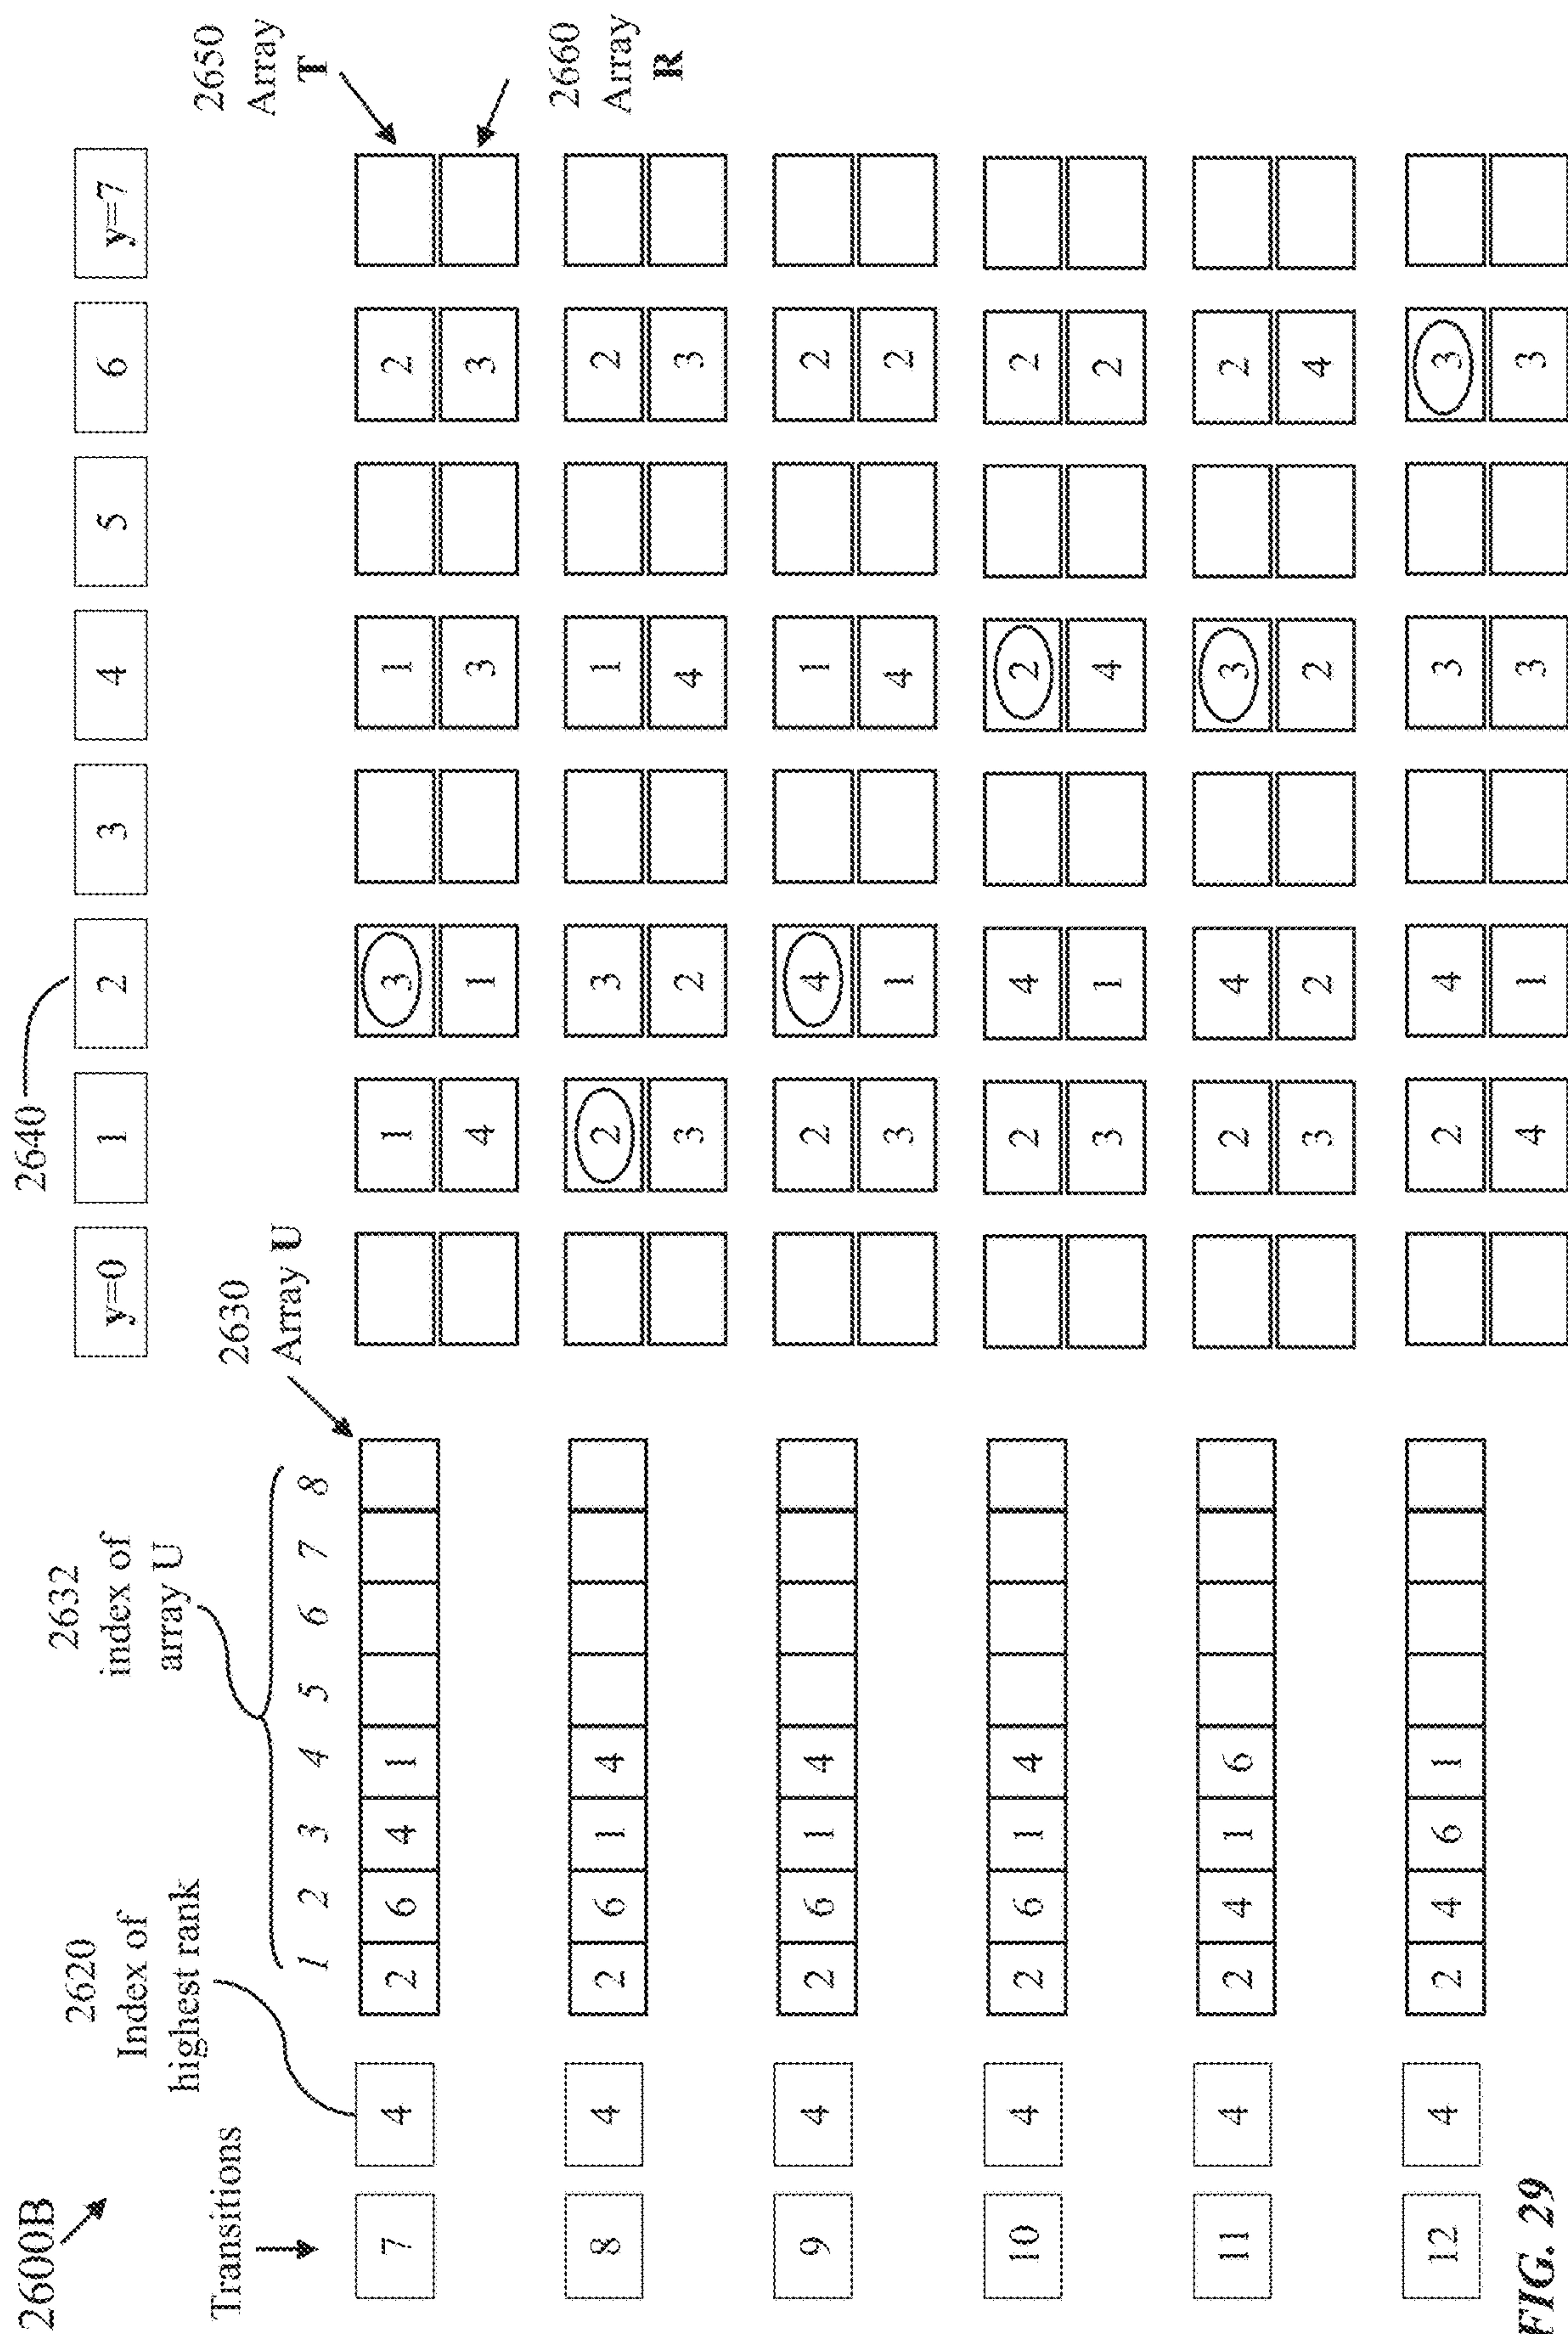 2600B
2640
y=0 1 2 3 4 5 6 y=7
2620
Index of
highest rank
2632
index of
array U
2630
Array U
2650
Array
T
2660
Array
R
Transitions
1 2 3 4 5 6 7 8
7 4 2 6 4 1 1 3 1 2
4 1 3 3
8 4 2 6 1 4 2 3 1 2
3 2 4 3
9 4 2 6 1 4 2 4 1 2
3 1 4 2
10 4 2 6 1 4 2 4 2 2
3 1 4 2
11 4 2 4 1 6 2 4 3 2
3 2 2 4
12 4 2 4 6 1 2 4 3 3
4 1 3 3
FIG. 29